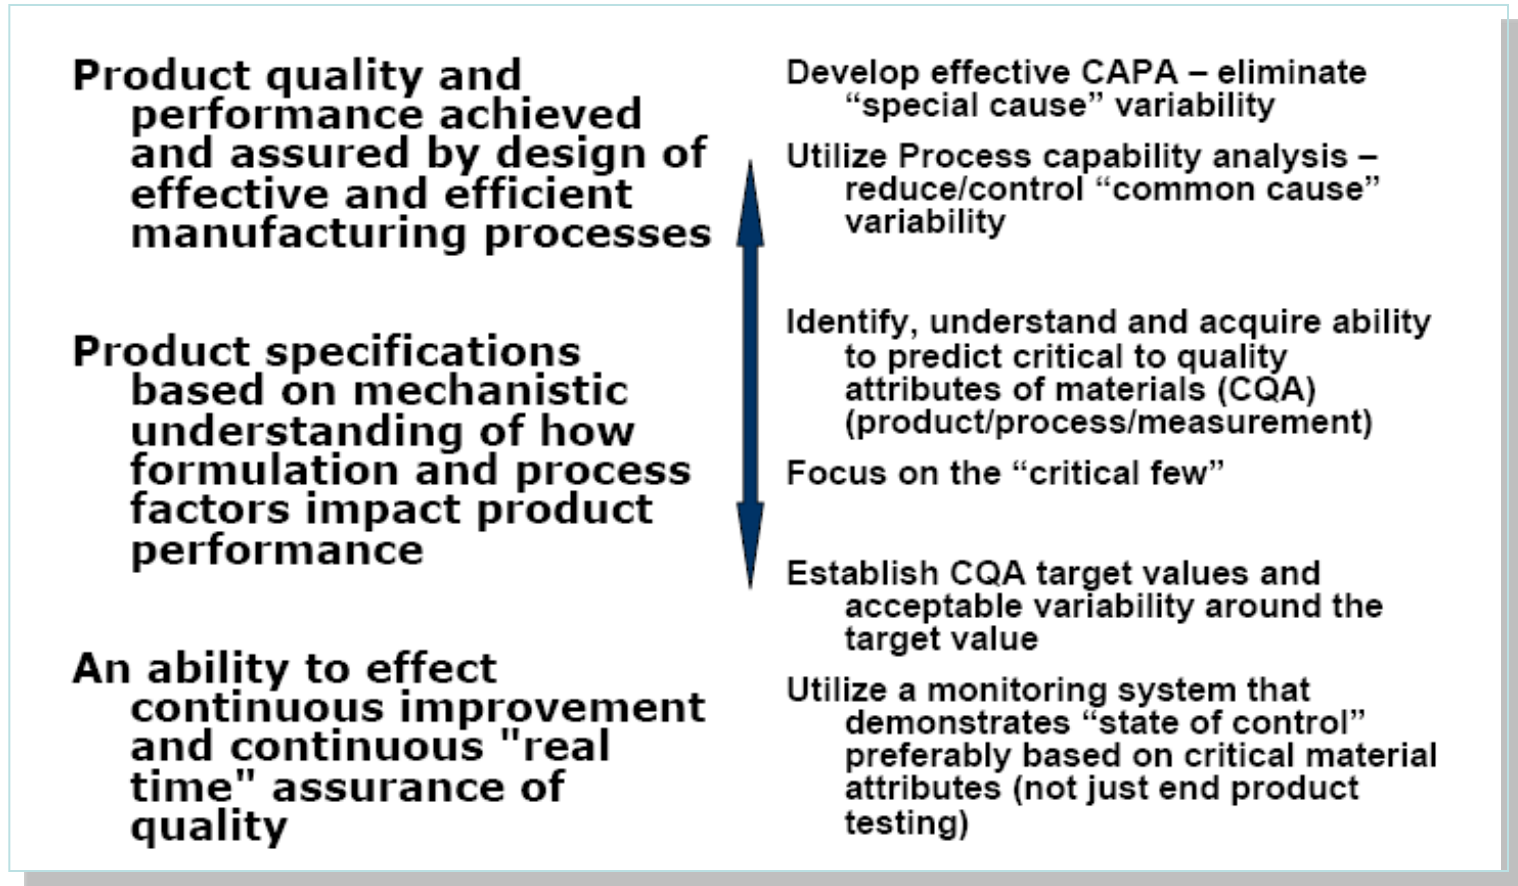 Product quality and
performance achieved
and assured by design of
effective and efficient
manufacturing processes
Product specifications
based on mechanistic
understanding of how
formulation and process
factors impact product
performance
An ability to effect
continuous improvement
and continuous "real
time" assurance of
quality
Develop effective CAPA – eliminate
“special cause” variability
Utilize Process capability analysis –
reduce/control “common cause”
variability
Identify, understand and acquire ability
to predict critical to quality
attributes of materials (CQA)
(product/process/measurement)
Focus on the “critical few”
Establish CQA target values and
acceptable variability around the
target value
Utilize a monitoring system that
demonstrates “state of control”
preferably based on critical material
attributes (not just end product
testing)